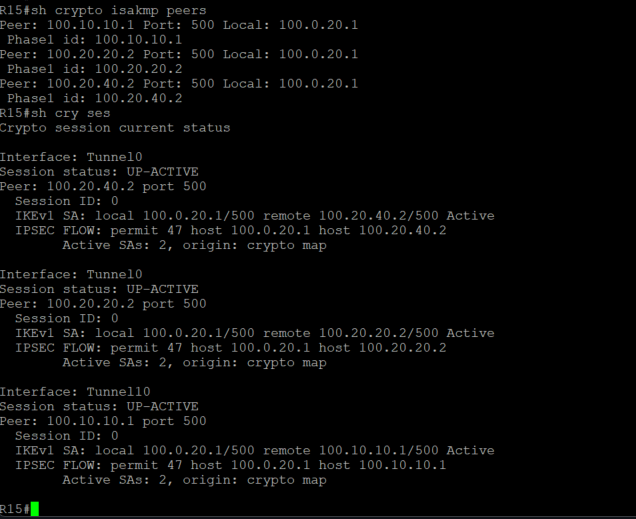 R15#sh crypto isakmp peers
Peer: 100.10.10.1 Port: 500 Local: 100.0.20.1
 Phase1 id: 100.10.10.1
Peer: 100.20.20.2 Port: 500 Local: 100.0.20.1
 Phase1 id: 100.20.20.2
Peer: 100.20.40.2 Port: 500 Local: 100.0.20.1
 Phase1 id: 100.20.40.2
R15#sh cry ses
Crypto session current status

Interface: Tunnel0
Session status: UP-ACTIVE
Peer: 100.20.40.2 port 500
  Session ID: 0
  IKEv1 SA: local 100.0.20.1/500 remote 100.20.40.2/500 Active
  IPSEC FLOW: permit 47 host 100.0.20.1 host 100.20.40.2
        Active SAs: 2, origin: crypto map

Interface: Tunnel0
Session status: UP-ACTIVE
Peer: 100.20.20.2 port 500
  Session ID: 0
  IKEv1 SA: local 100.0.20.1/500 remote 100.20.20.2/500 Active
  IPSEC FLOW: permit 47 host 100.0.20.1 host 100.20.20.2
        Active SAs: 2, origin: crypto map

Interface: Tunnel10
Session status: UP-ACTIVE
Peer: 100.10.10.1 port 500
  Session ID: 0
  IKEv1 SA: local 100.0.20.1/500 remote 100.10.10.1/500 Active
  IPSEC FLOW: permit 47 host 100.0.20.1 host 100.10.10.1
        Active SAs: 2, origin: crypto map

R15#